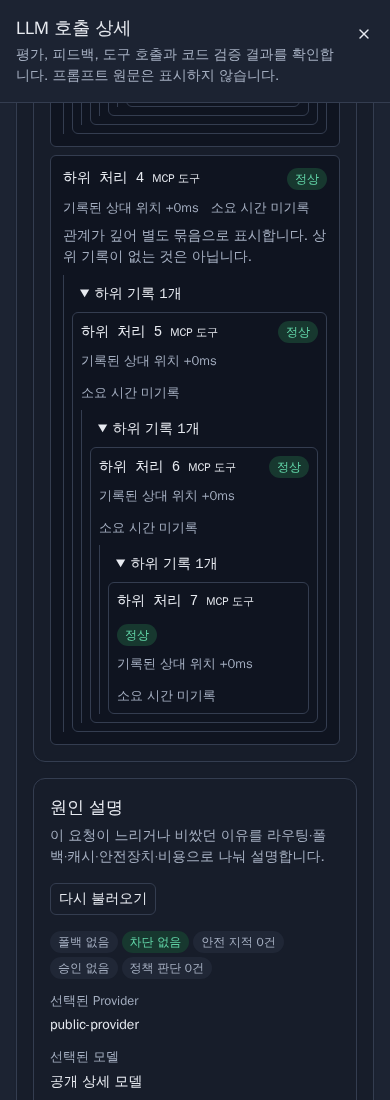 LLM 호출 상세
평가, 피드백, 도구 호출과 코드 검증 결과를 확인합
니다. 프롬프트 원문은 표시하지 않습니다.
하위 처리 4 MCP 도구 정상
기록된 상대 위치 +0ms 소요 시간 미기록
관계가 깊어 별도 묶음으로 표시합니다. 상
위 기록이 없는 것은 아닙니다.
▼ 하위 기록 1개
하위 처리 5 MCP 도구 정상
기록된 상대 위치 +0ms
소요 시간 미기록
▼ 하위 기록 1개
하위 처리 6 MCP 도구 정상
기록된 상대 위치 +0ms
소요 시간 미기록
▼ 하위 기록 1개
하위 처리 7 MCP 도구
정상
기록된 상대 위치 +0ms
소요 시간 미기록
원인 설명
이 요청이 느리거나 비쌌던 이유를 라우팅·폴
백·캐시·안전장치·비용으로 나눠 설명합니다.
다시 불러오기
폴백 없음 차단 없음 안전 지적 0건
승인 없음 정책 판단 0건
선택된 Provider
public-provider
선택된 모델
공개 상세 모델